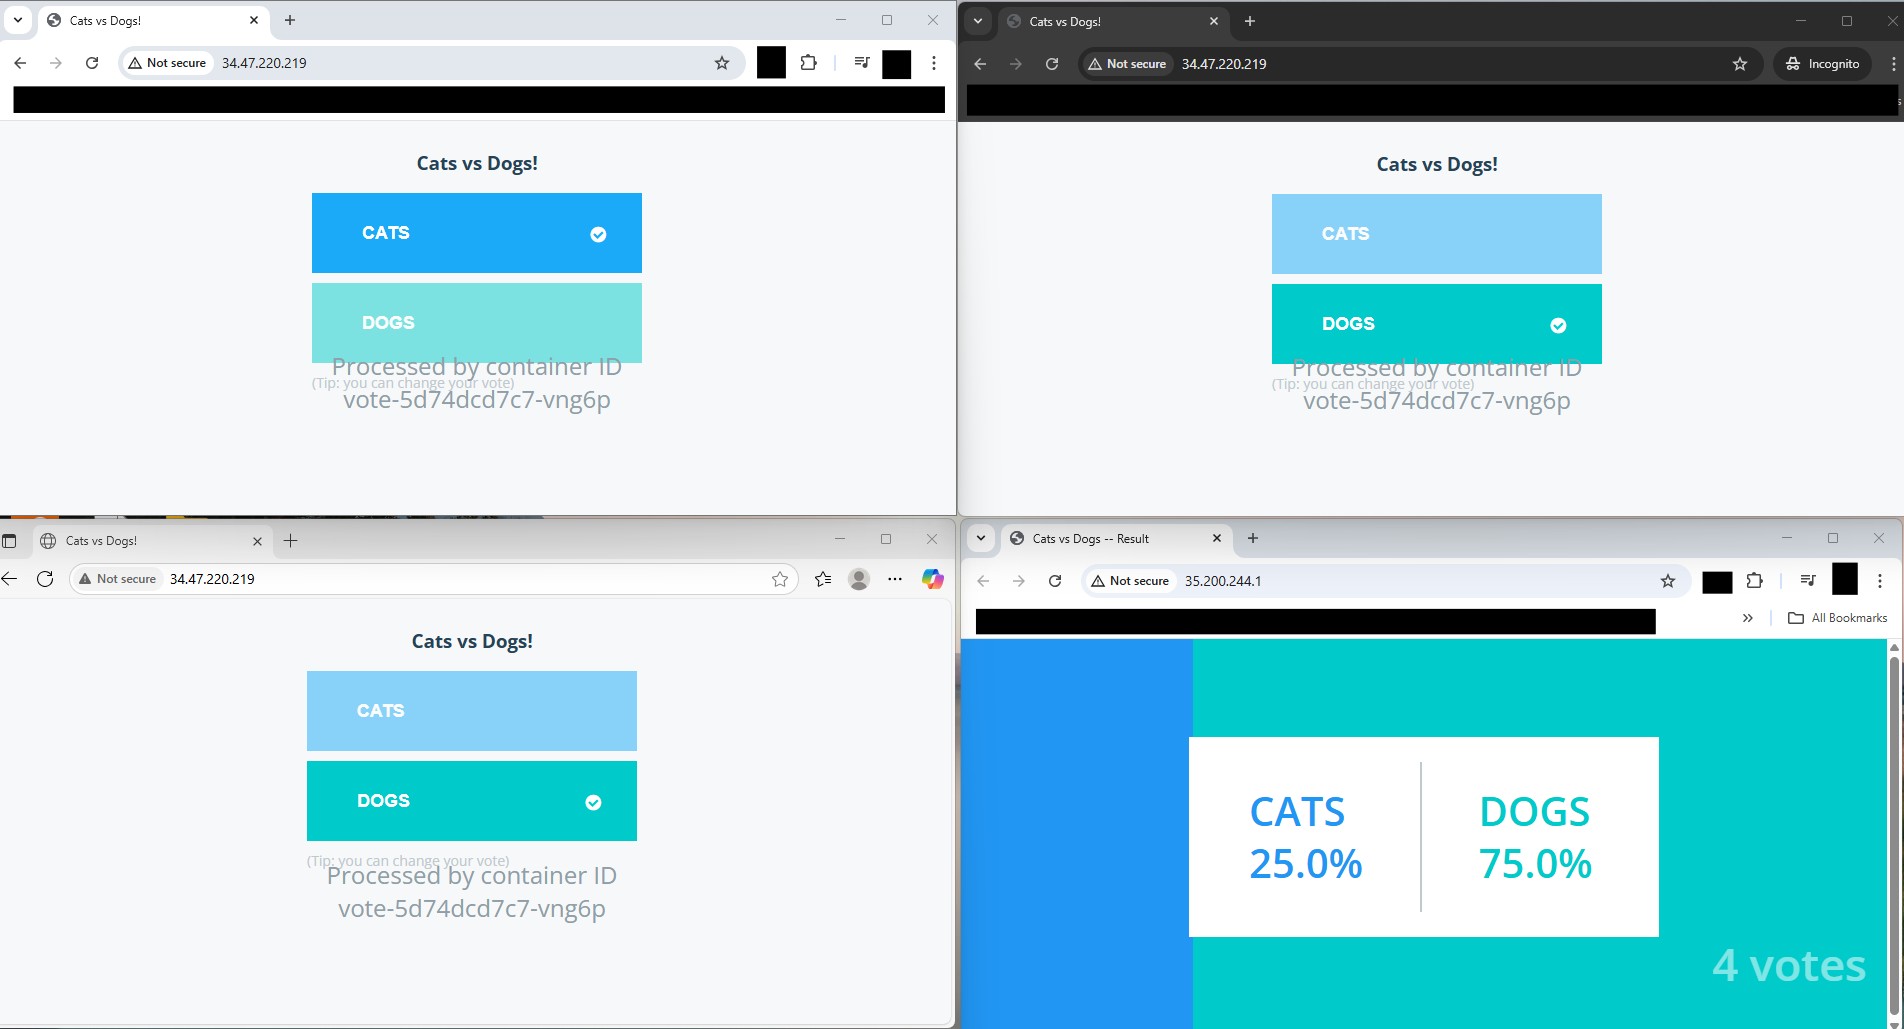 Cats vs Dogs!
Not secure
34.47.220.219
Cats vs Dogs!
CATS
DOGS
Processed by container ID
(Tip: you can change your vote)
vote-5d74dcd7c7-vng6p
Cats vs Dogs!
Not secure
34.47.220.219
Incognito
Cats vs Dogs!
CATS
DOGS
Processed by container ID
(Tip: you can change your vote)
vote-5d74dcd7c7-vng6p
Cats vs Dogs!
Not secure
34.47.220.219
Cats vs Dogs!
CATS
DOGS
(Tip: you can change your vote)
Processed by container ID
vote-5d74dcd7c7-vng6p
Cats vs Dogs -- Result
Not secure
35.200.244.1
All Bookmarks
CATS
25.0%
DOGS
75.0%
4 votes